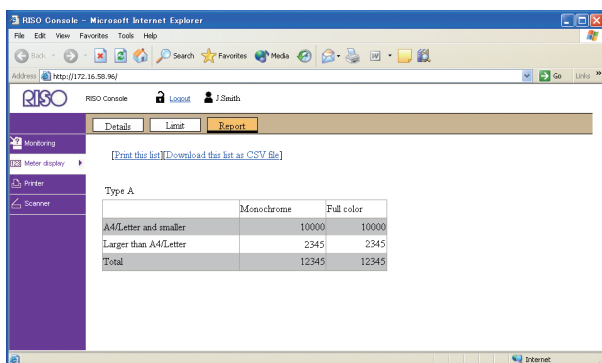 RISO Console - Microsoft Internet Explorer
File Edit View Favorites Tools Help
Back Search Favorites Media
Address http://172.16.58.96/ Go Links »
RISO RISO Console Logout J Smith
Details Limit Report
Monitoring
Meter display
Printer
Scanner
[Print this list][Download this list as CSV file]
Type A
Monochrome Full color
A4/Letter and smaller 10000 10000
Larger than A4/Letter 2345 2345
Total 12345 12345
Internet